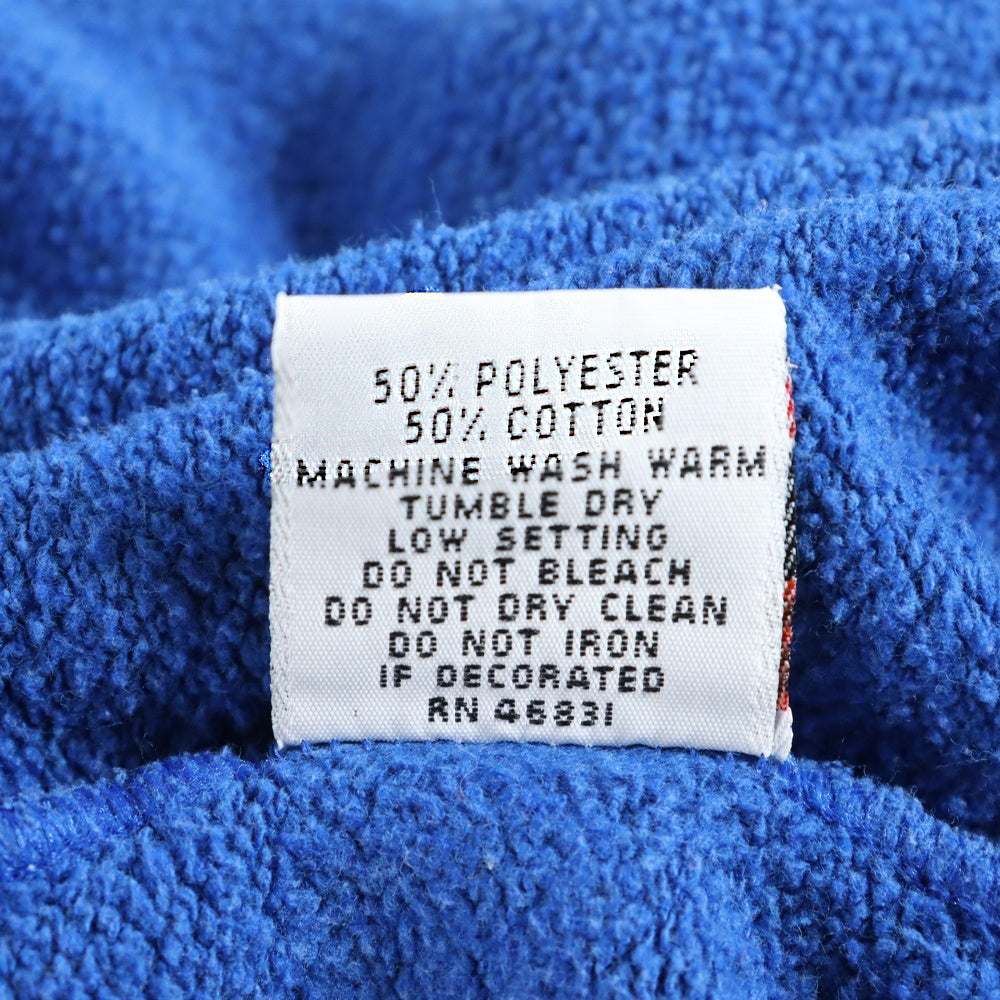 50% POLYESTER
50% COTTON
MACHINE WASH WARM
TUMBLE DRY
LOW SETTING
DO NOT BLEACH
DO NOT DRY CLEAN
DO NOT IRON
IF DECORATED
RN 46831